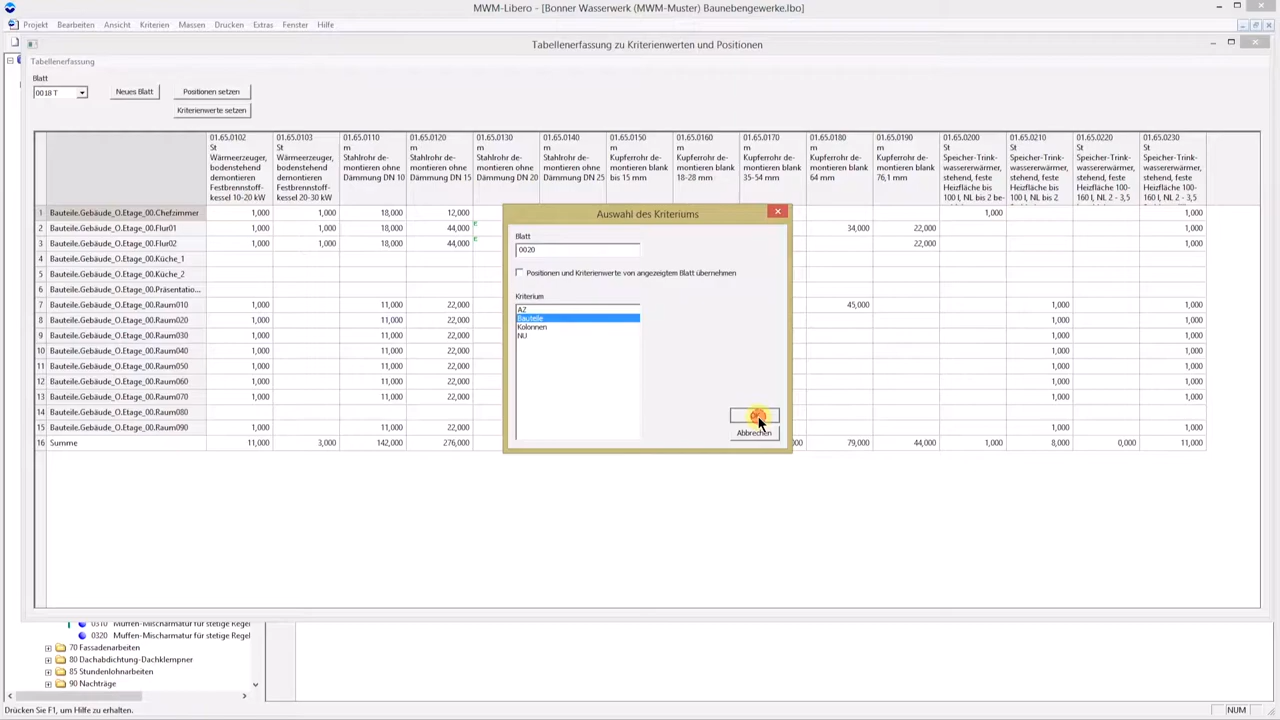 MWM-Libero - [Bonner Wasserwerk (MWM-Muster) Baunebengewerke.lbo]
Projekt Bearbeiten Ansicht Kriterien Massen Drucken Extras Fenster Hilfe
Tabellenerfassung zu Kriterienwerten und Positionen
Tabellenerfassung
Blatt
0018 T
Neues Blatt
Positionen setzen
Kriterienwerte setzen
01.65.0102 01.65.0103 01.65.0110 01.65.0120 01.65.0130 01.65.0140 01.65.0150 01.65.0160 01.65.0170 01.65.0180 01.65.0190 01.65.0200 01.65.0210 01.65.0220 01.65.0230
St St m m m m m m m m m St St St St
Wärmeerzeuger, Wärmeerzeuger, Stahlrohr de- Stahlrohr de- Stahlrohr de- Stahlrohr de- Kupferrohr de- Kupferrohr de- Kupferrohr de- Kupferrohr de- Kupferrohr de- Speicher-Trink- Speicher-Trink- Speicher-Trink- Speicher-Trink-
bodenstehend bodenstehend montieren ohne montieren ohne montieren ohne montieren ohne montieren blank montieren blank montieren blank montieren blank montieren blank wassererwärmer, wassererwärmer, wassererwärmer, wassererwärmer,
demontieren demontieren Dämmung DN 10 Dämmung DN 15 Dämmung DN 20 Dämmung DN 25 bis 15 mm 18-28 mm 35-54 mm 64 mm 76,1 mm stehend, feste stehend, feste stehend, feste stehend, feste
Festbrennstoff- Festbrennstoff- Heizfläche bis Heizfläche bis Heizfläche 100- Heizfläche 100-
kessel 10-20 kW kessel 20-30 kW 100 l, NL bis 2 be- 100 l, NL bis 2 160 l, NL 2 - 3,5 160 l, NL 2 - 3,5
1 Bauteile.Gebäude_O.Etage_00.Chefzimmer 1,000 1,000 18,000 12,000 1,000 1,000
2 Bauteile.Gebäude_O.Etage_00.Flur01 1,000 1,000 18,000 44,000 34,000 22,000 1,000
3 Bauteile.Gebäude_O.Etage_00.Flur02 1,000 1,000 18,000 44,000 22,000 1,000
4 Bauteile.Gebäude_O.Etage_00.Küche_1
5 Bauteile.Gebäude_O.Etage_00.Küche_2
6 Bauteile.Gebäude_O.Etage_00.Präsentatio...
7 Bauteile.Gebäude_O.Etage_00.Raum010 1,000 11,000 22,000 45,000 1,000 1,000
8 Bauteile.Gebäude_O.Etage_00.Raum020 1,000 11,000 22,000 1,000 1,000
9 Bauteile.Gebäude_O.Etage_00.Raum030 1,000 11,000 22,000 1,000 1,000
10 Bauteile.Gebäude_O.Etage_00.Raum040 1,000 11,000 22,000 1,000 1,000
11 Bauteile.Gebäude_O.Etage_00.Raum050 1,000 11,000 22,000 1,000 1,000
12 Bauteile.Gebäude_O.Etage_00.Raum060 1,000 11,000 22,000 1,000 1,000
13 Bauteile.Gebäude_O.Etage_00.Raum070 1,000 11,000 22,000 1,000 1,000
14 Bauteile.Gebäude_O.Etage_00.Raum080
15 Bauteile.Gebäude_O.Etage_00.Raum090 1,000 11,000 22,000 1,000 1,000
16 Summe 11,000 3,000 142,000 276,000 79,000 44,000 1,000 8,000 0,000 11,000
Auswahl des Kriteriums
Blatt
0020
Positionen und Kriterienwerte von angezeigtem Blatt übernehmen
Kriterium
AZ
Bauteile
Kolonnen
NU
Abbrechen
0310 Muffen-Mischarmatur für stetige Regel
0320 Muffen-Mischarmatur für stetige Regel
70 Fassadenarbeiten
80 Dachabdichtung-Dachklempner
85 Stundenlohnarbeiten
90 Nachträge
Drücken Sie F1, um Hilfe zu erhalten.
NUM